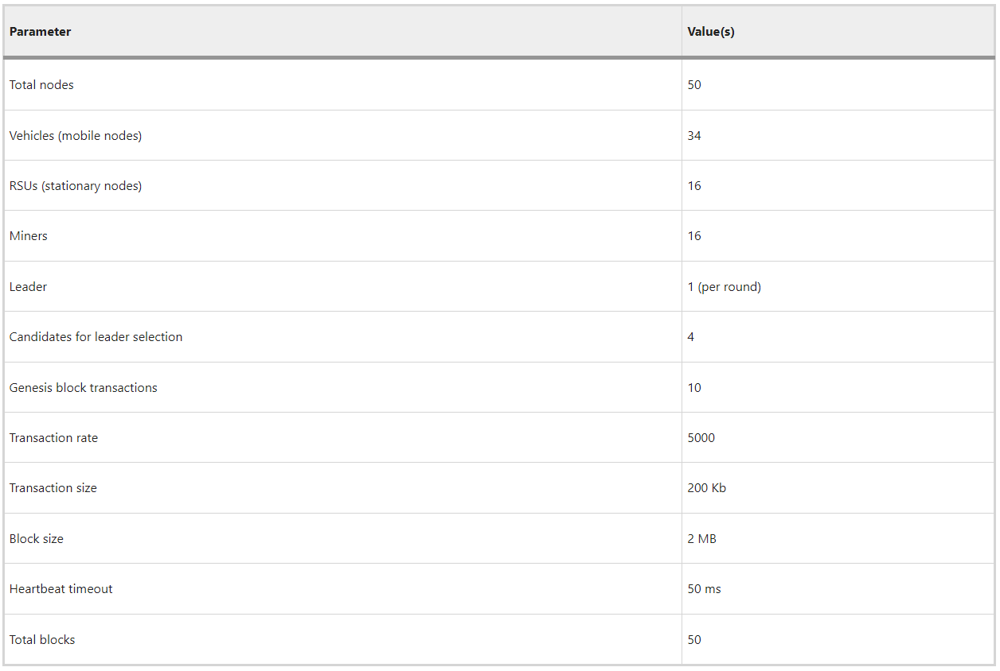 Parameter Value(s)
Total nodes 50
Vehicles (mobile nodes) 34
RSUs (stationary nodes) 16
Miners 16
Leader 1 (per round)
Candidates for leader selection 4
Genesis block transactions 10
Transaction rate 5000
Transaction size 200 Kb
Block size 2 MB
Heartbeat timeout 50 ms
Total blocks 50